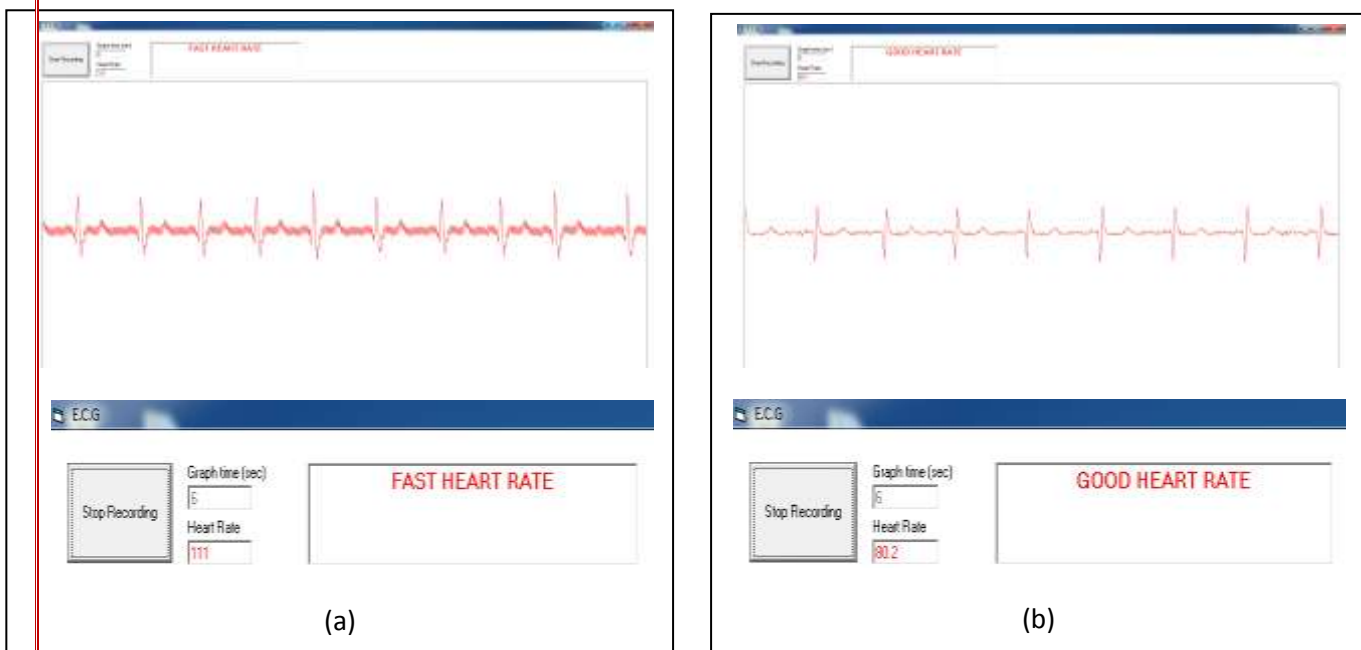 FAST HEART RATE
GOOD HEART RATE
E.C.G
Graph time (sec)
6
Stop Recording
Heart Rate
111
FAST HEART RATE
(a)
E.C.G
Graph time (sec)
6
Stop Recording
Heart Rate
80.2
GOOD HEART RATE
(b)